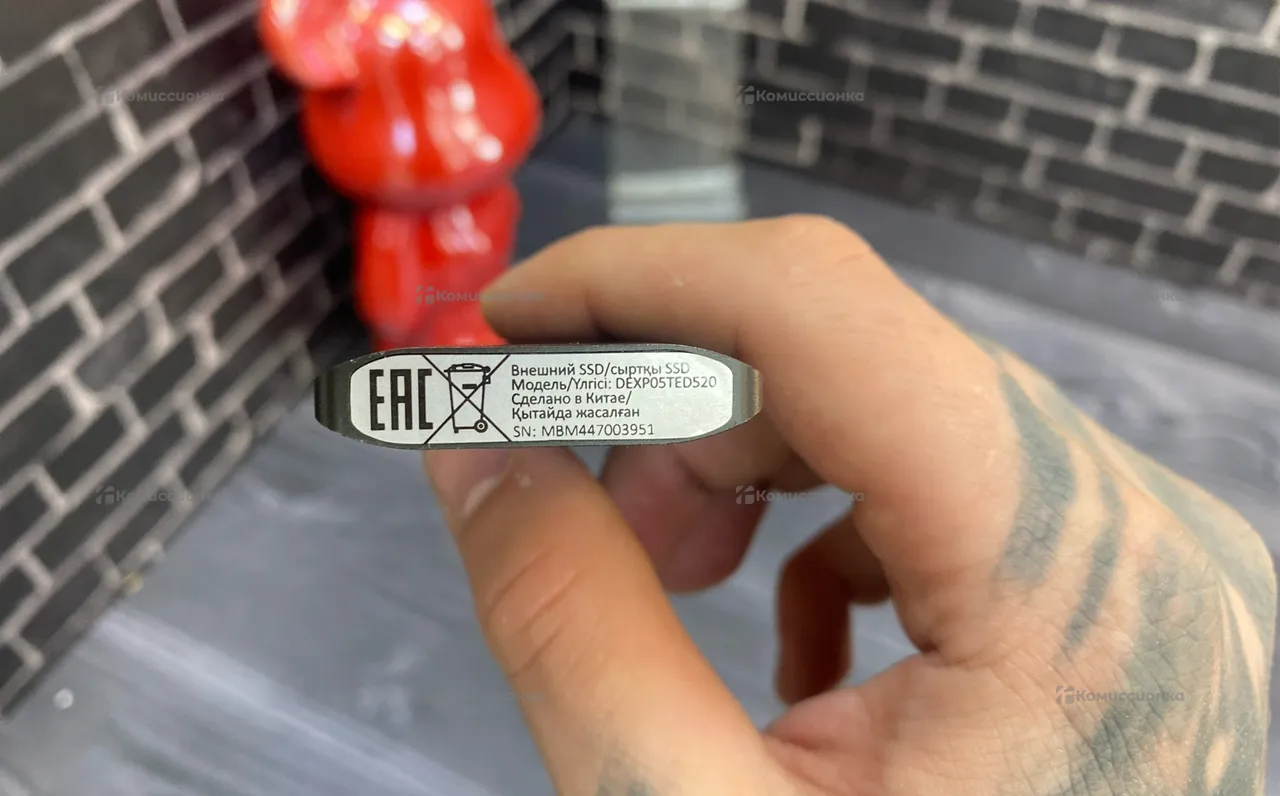 Комиссионка
Комиссионка
Комиссионка
EAC
Внешний SSD/сыртқы SSD
Модель/Үлгісі: DEXP05TED520
Сделано в Китае/
Қытайда жасалған
SN: MBM447003951
Комиссионка
Комиссионка
Комиссионка